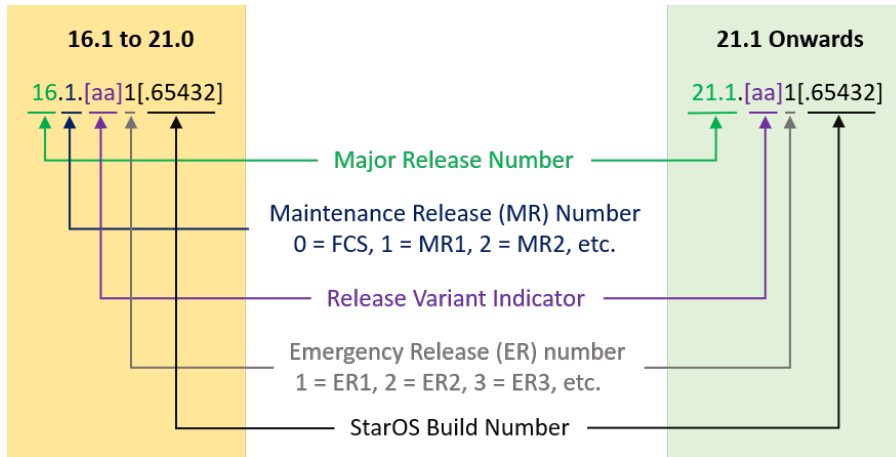 16.1 to 21.0
21.1 Onwards
16.1.[aa]1[.65432]
21.1.[aa]1[.65432]
Major Release Number
Maintenance Release (MR) Number
0 = FCS, 1 = MR1, 2 = MR2, etc.
Release Variant Indicator
Emergency Release (ER) number
1 = ER1, 2 = ER2, 3 = ER3, etc.
StarOS Build Number